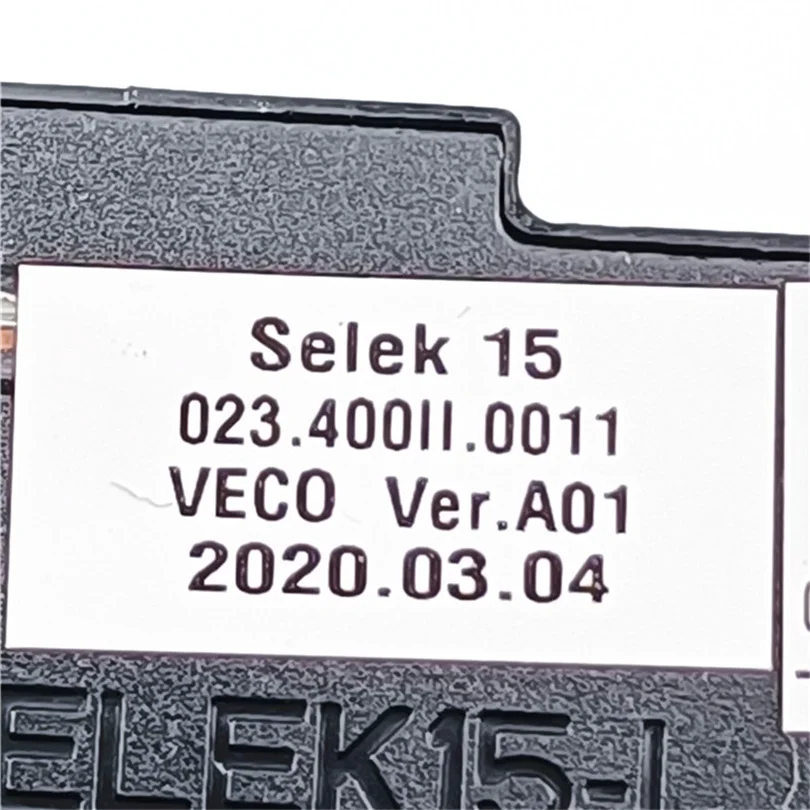 Selek 15
023.400II.0011
VECO Ver.A01
2020.03.04
ELEK15-L